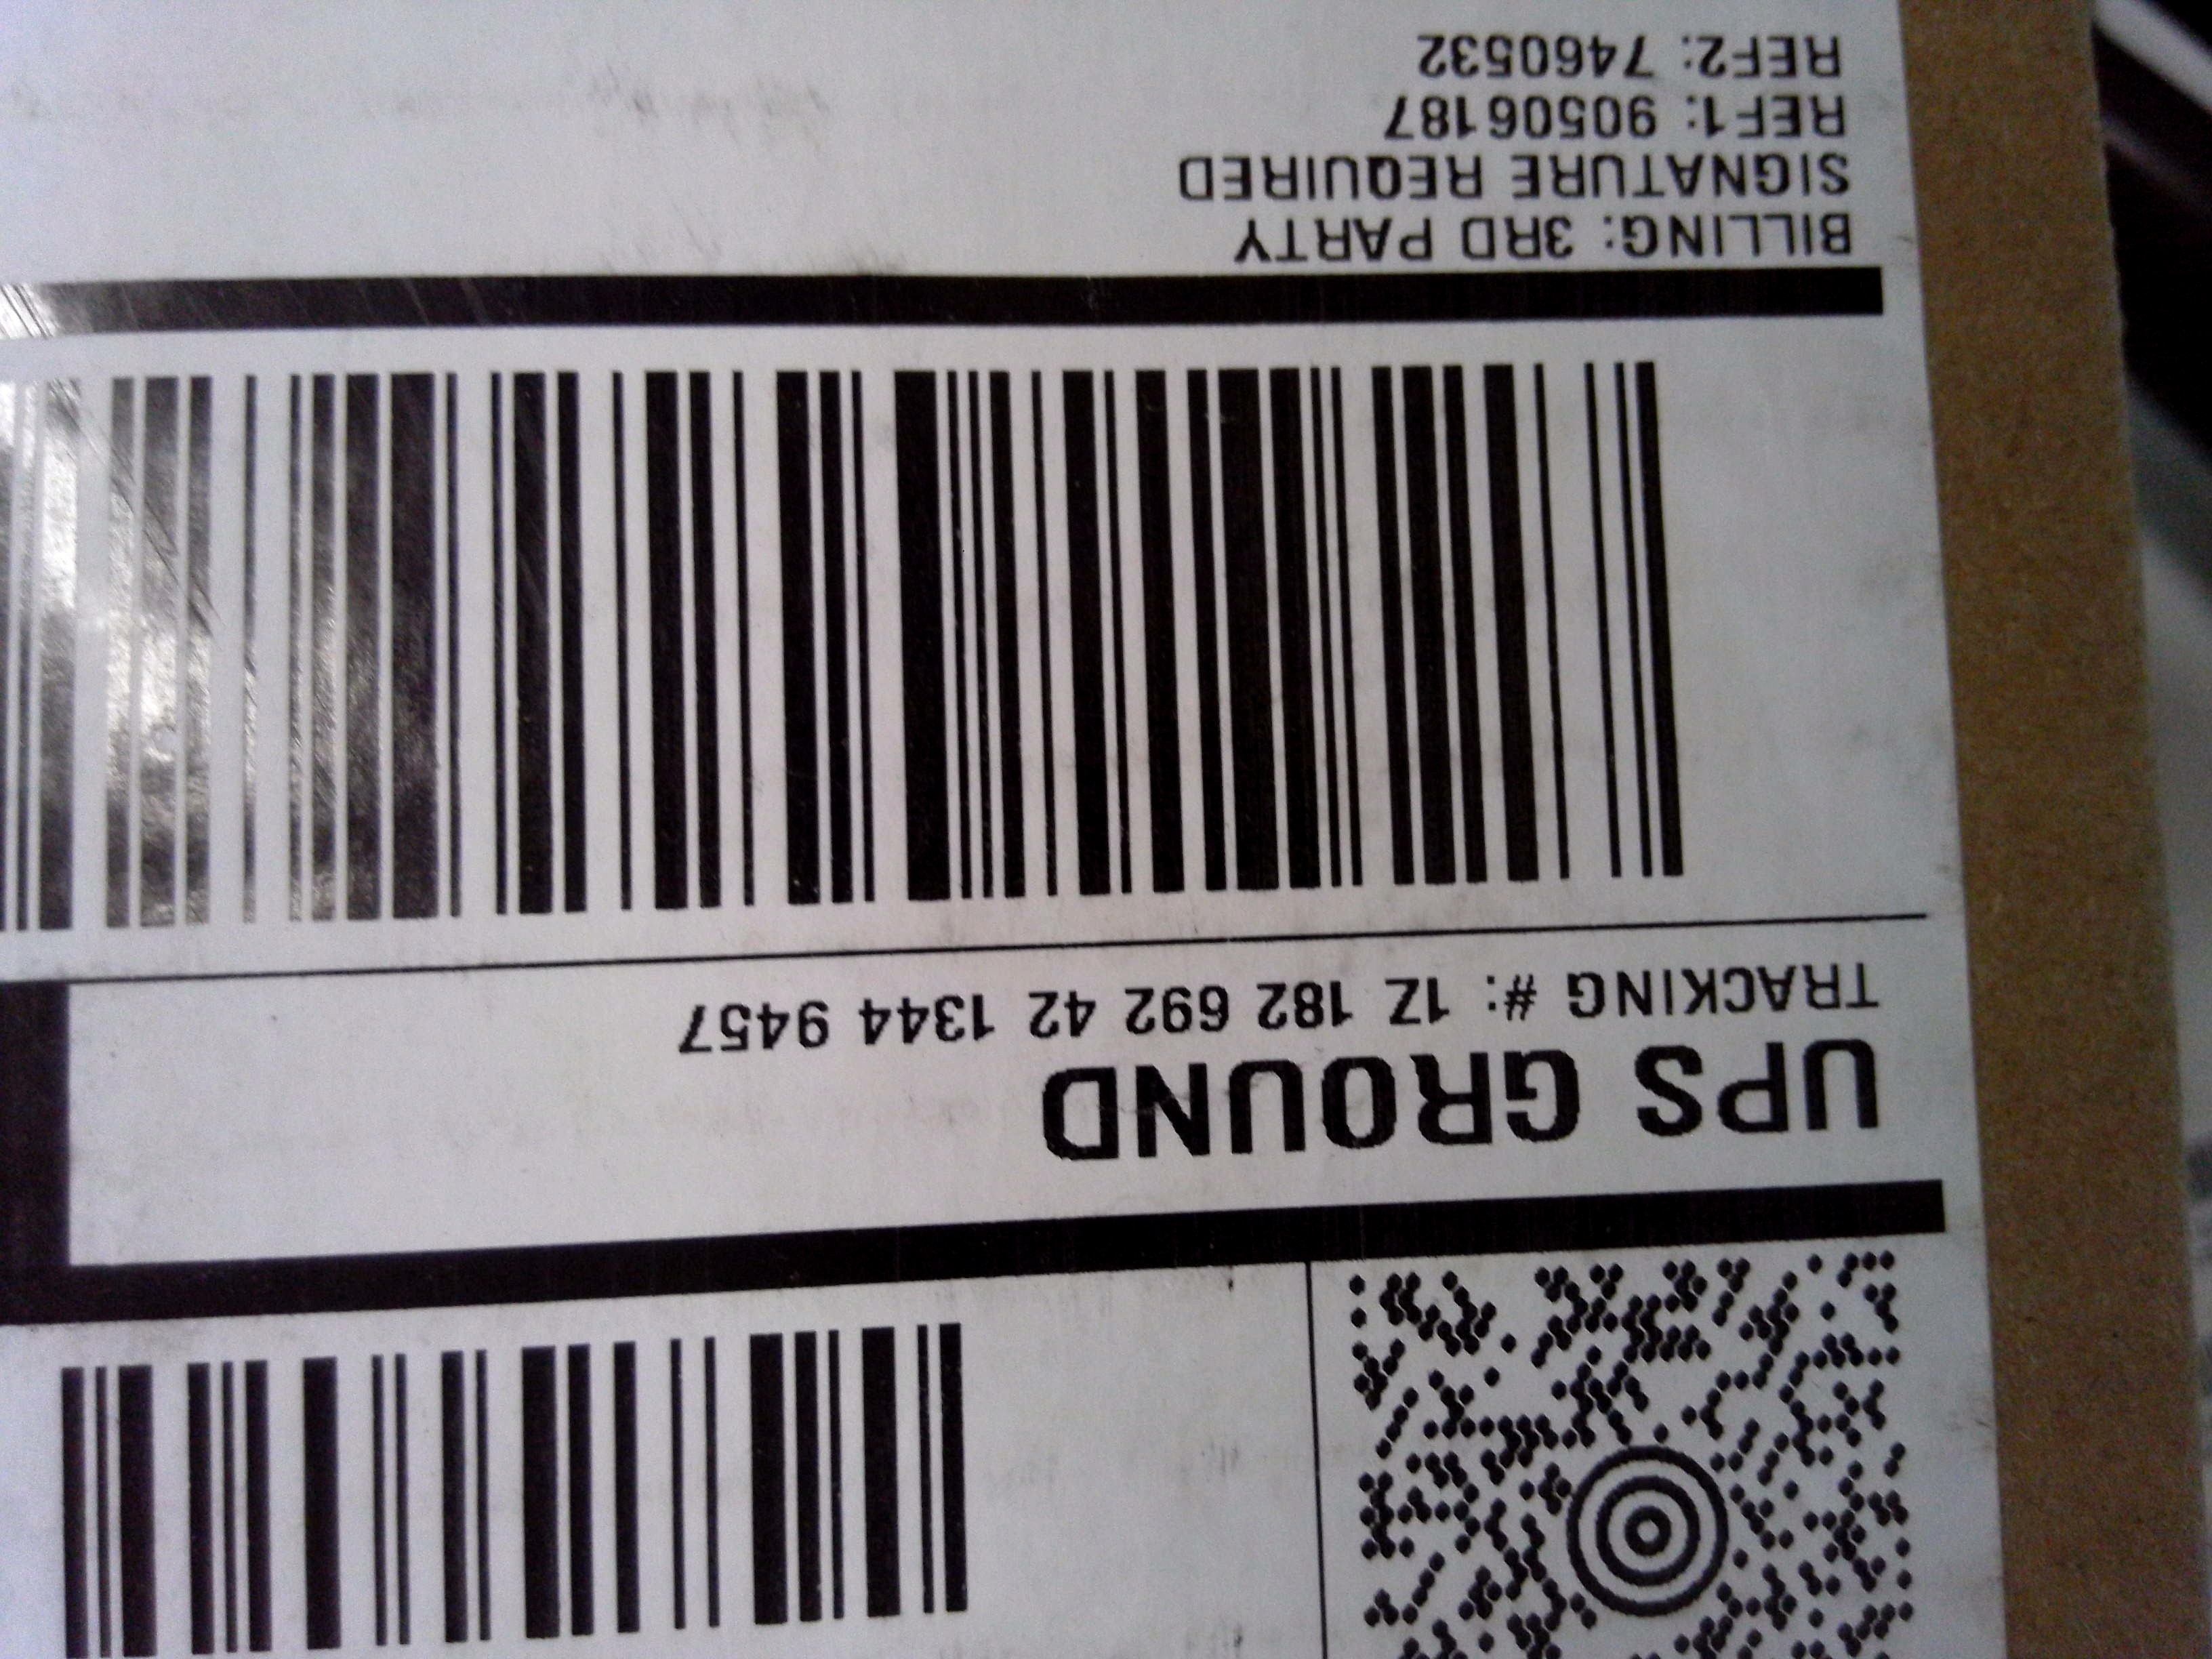 UPS GROUND
TRACKING #: 1Z 182 692 42 1344 9457
BILLING: 3RD PARTY
SIGNATURE REQUIRED
REF1: 90506187
REF2: 7460532